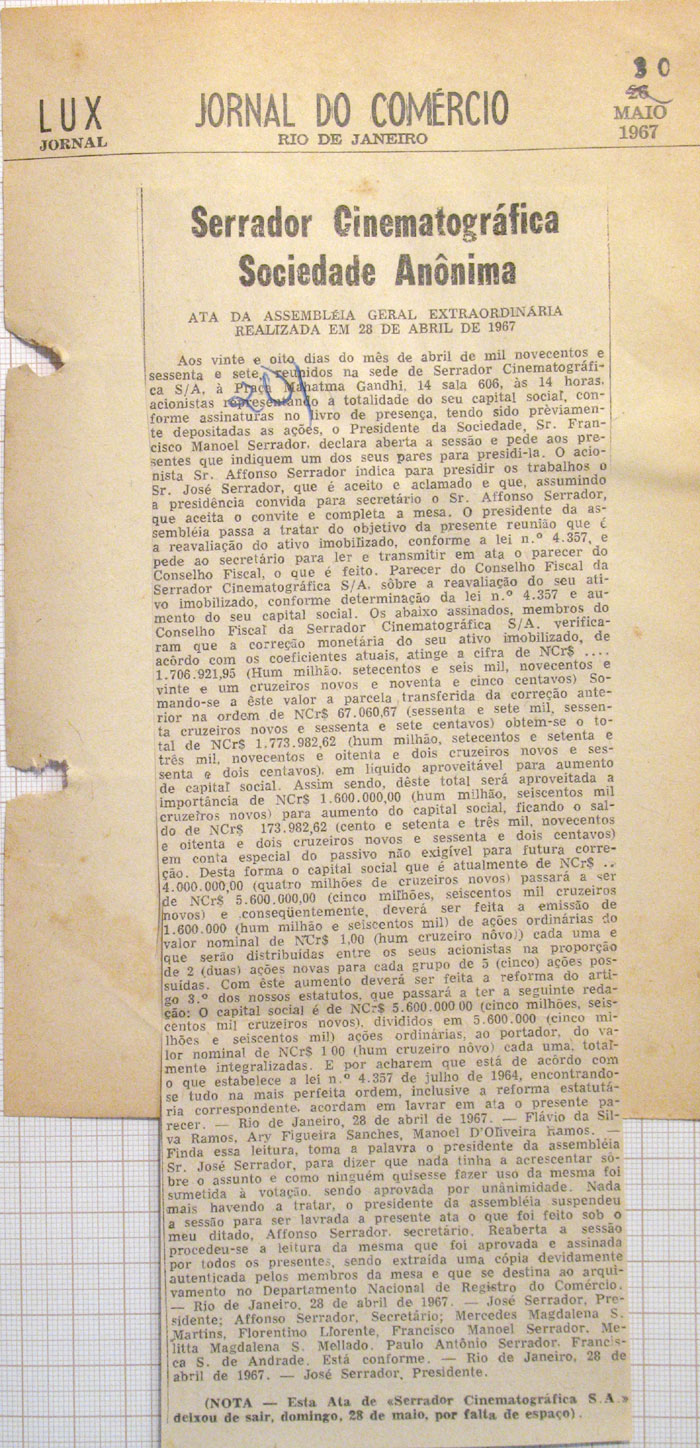 30
LUX
JORNAL DO COMÉRCIO
26
MAIO
JORNAL
RIO DE JANEIRO
1967
Serrador Cinematográfica
Sociedade Anônima
ATA DA ASSEMBLÉIA GERAL EXTRAORDINÁRIA
REALIZADA EM 28 DE ABRIL DE 1967
Aos vinte e oito dias do mês de abril de mil novecentos e
sessenta e sete, reunidos na sede de Serrador Cinematográfi-
ca S/A, à Praça Mahatma Gandhi, 14 sala 606, às 14 horas,
acionistas representando a totalidade do seu capital social, con-
forme assinaturas no livro de presença, tendo sido prèviamen-
te depositadas as ações, o Presidente da Sociedade, Sr. Fran-
cisco Manoel Serrador, declara aberta a sessão e pede aos pre-
sentes que indiquem um dos seus pares para presidi-la. O acio-
nista Sr. Affonso Serrador indica para presidir os trabalhos o
Sr. José Serrador, que é aceito e aclamado e que, assumindo
a presidência convida para secretário o Sr. Affonso Serrador,
que aceita o convite e completa a mesa. O presidente da as-
sembléia passa a tratar do objetivo da presente reunião que é
a reavaliação do ativo imobilizado, conforme a lei n.º 4.357, e
pede ao secretário para ler e transmitir em ata o parecer do
Conselho Fiscal, o que é feito. Parecer do Conselho Fiscal da
Serrador Cinematográfica S/A. sôbre a reavaliação do seu ati-
vo imobilizado, conforme determinação da lei n.º 4.357 e au-
mento do seu capital social. Os abaixo assinados, membros do
Conselho Fiscal da Serrador Cinematográfica S/A, verifica-
ram que a correção monetária do seu ativo imobilizado, de
acôrdo com os coeficientes atuais, atinge a cifra de NCr$ ....
1.706.921,95 (Hum milhão, setecentos e seis mil, novecentos e
vinte e um cruzeiros novos e noventa e cinco centavos) So-
mando-se a êste valor a parcela transferida da correção ante-
rior na ordem de NCr$ 67.060,67 (sessenta e sete mil, sessen-
ta cruzeiros novos e sessenta e sete centavos) obtem-se o to-
tal de NCr$ 1.773.982,62 (hum milhão, setecentos e setenta e
três mil, novecentos e oitenta e dois cruzeiros novos e ses-
senta e dois centavos), em líquido aproveitável para aumento
de capital social. Assim sendo, dêste total será aproveitada a
importância de NCr$ 1.600.000,00 (hum milhão, seiscentos mil
cruzeiros novos) para aumento do capital social, ficando o sal-
do de NCr$ 173.982,62 (cento e setenta e três mil, novecentos
e oitenta e dois cruzeiros novos e sessenta e dois centavos)
em conta especial do passivo não exigível para futura corre-
ção. Desta forma o capital social que é atualmente de NCr$ ..
4.000.000,00 (quatro milhões de cruzeiros novos) passará a ser
de NCr$ 5.600.000,00 (cinco milhões, seiscentos mil cruzeiros
novos) e conseqüentemente, deverá ser feita a emissão de
1.600.000 (hum milhão e seiscentos mil) de ações ordinárias do
valor nominal de NCr$ 1,00 (hum cruzeiro nôvo)) cada uma e
que serão distribuídas entre os seus acionistas na proporção
de 2 (duas) ações novas para cada grupo de 5 (cinco) ações pos-
suídas. Com êste aumento deverá ser feita a reforma do arti-
go 3.º dos nossos estatutos, que passará a ter a seguinte reda-
ção: O capital social é de NCr$ 5.600.000.00 (cinco milhões, seis-
centos mil cruzeiros novos), divididos em 5.600.000 (cinco mi-
lhões e seiscentos mil) ações ordinárias, ao portador, do va-
lor nominal de NCr$ 1 00 (hum cruzeiro nôvo) cada uma, total-
mente integralizadas. E por acharem que está de acôrdo com
o que estabelece a lei n.º 4.357 de julho de 1964, encontrando-
se tudo na mais perfeita ordem, inclusive a reforma estatutá-
ria correspondente, acordam em lavrar em ata o presente pa-
recer. — Rio de Janeiro, 28 de abril de 1967. — Flávio da Sil-
va Ramos, Ary Figueira Sanches, Manoel D'Oliveira Ramos. —
Finda essa leitura, toma a palavra o presidente da assembléia
Sr. José Serrador, para dizer que nada tinha a acrescentar sô-
bre o assunto e como ninguém quisesse fazer uso da mesma foi
sumetida à votação, sendo aprovada por unânimidade. Nada
mais havendo a tratar, o presidente da assembléia suspendeu
a sessão para ser lavrada a presente ata o que foi feito sob o
meu ditado, Affonso Serrador, secretário. Reaberta a sessão
procedeu-se a leitura da mesma que foi aprovada e assinada
por todos os presentes, sendo extraída uma cópia devidamente
autenticada pelos membros da mesa e que se destina ao arqui-
vamento no Departamento Nacional de Registro do Comércio.
— Rio de Janeiro, 28 de abril de 1967. — José Serrador, Pre-
sidente; Affonso Serrador, Secretário; Mercedes Magdalena S.
Martins, Florentino Llorente, Francisco Manoel Serrador, Me-
litta Magdalena S. Mellado, Paulo Antônio Serrador, Francis-
ca S. de Andrade. Está conforme. — Rio de Janeiro, 28 de
abril de 1967. — José Serrador, Presidente.
(NOTA — Esta Ata de «Serrador Cinematográfica S.A.»
deixou de sair, domingo, 28 de maio, por falta de espaço).